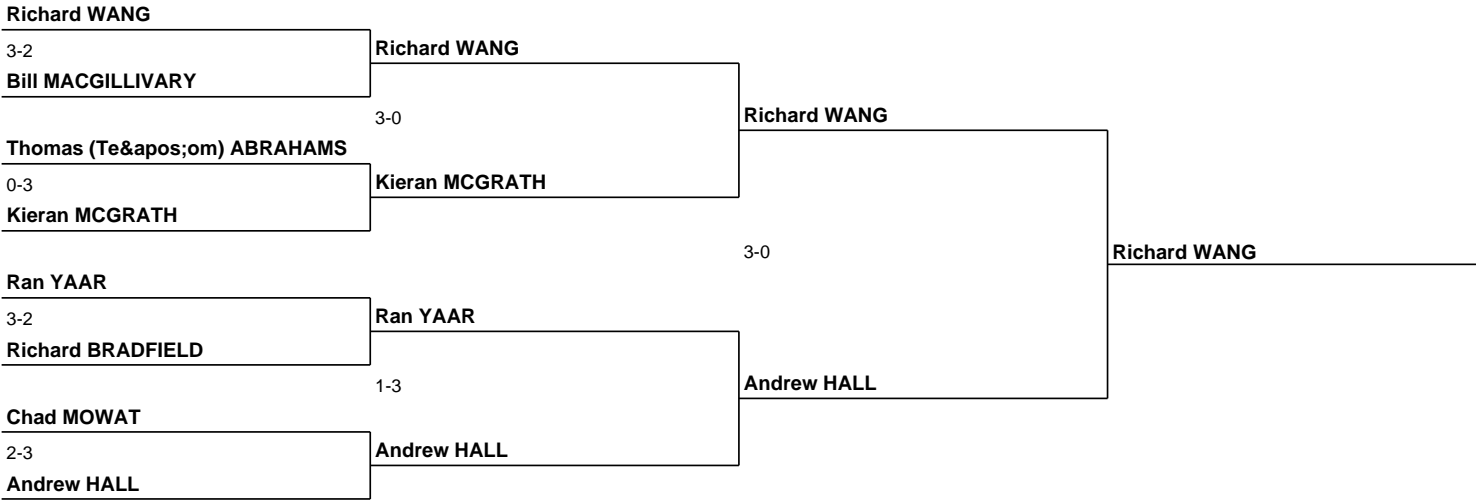 Richard WANG
3-2
Richard WANG
Bill MACGILLIVARY
3-0
Richard WANG
Thomas (Te&apos;om) ABRAHAMS
0-3
Kieran MCGRATH
Kieran MCGRATH
3-0
Richard WANG
Ran YAAR
3-2
Ran YAAR
Richard BRADFIELD
1-3
Andrew HALL
Chad MOWAT
2-3
Andrew HALL
Andrew HALL